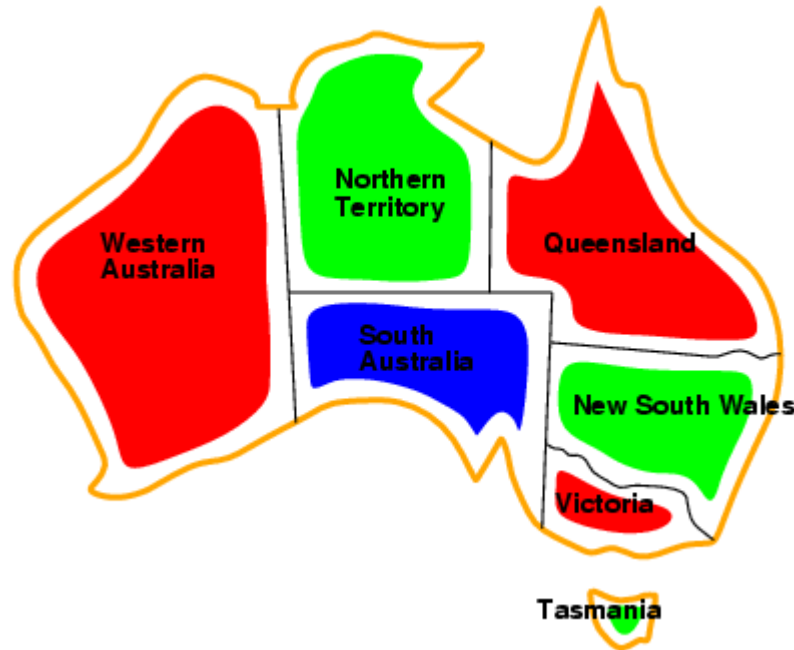 Northern
Territory
Western
Australia
Queensland
South
Australia
New South Wales
Victoria
Tasmania